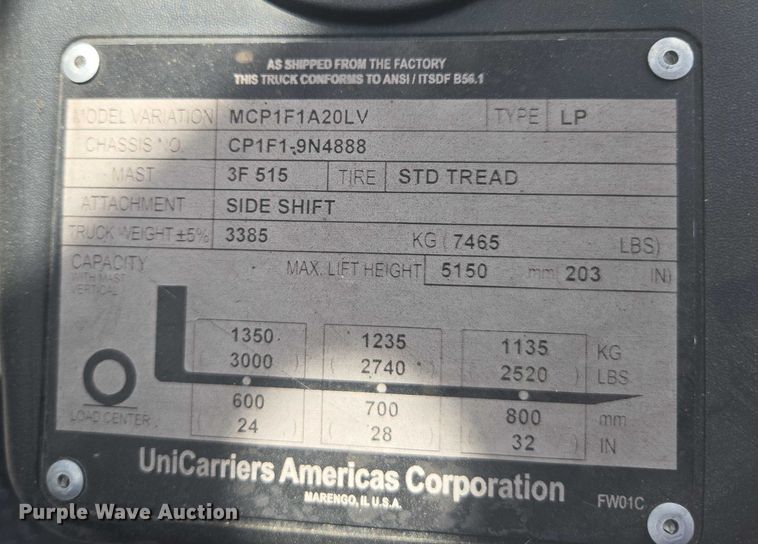 AS SHIPPED FROM THE FACTORY
THIS TRUCK CONFORMS TO ANSI / ITSDF B56.1
MODEL VARIATION MCP1F1A20LV TYPE LP
CHASSIS NO. CP1F1-9N4888
MAST 3F 515 TIRE STD TREAD
ATTACHMENT SIDE SHIFT
TRUCK WEIGHT ±5% 3385 KG ( 7465 LBS)
CAPACITY MAX. LIFT HEIGHT 5150 mm ( 203 IN)
WITH MAST
VERTICAL
1350 1235 1135 KG
( 3000 ) ( 2740 ) ( 2520 ) LBS
600 700 800 mm
LOAD CENTER ( 24 ) ( 28 ) ( 32 ) IN
UniCarriers Americas Corporation
MARENGO, IL U.S.A. FW01C
Purple Wave Auction